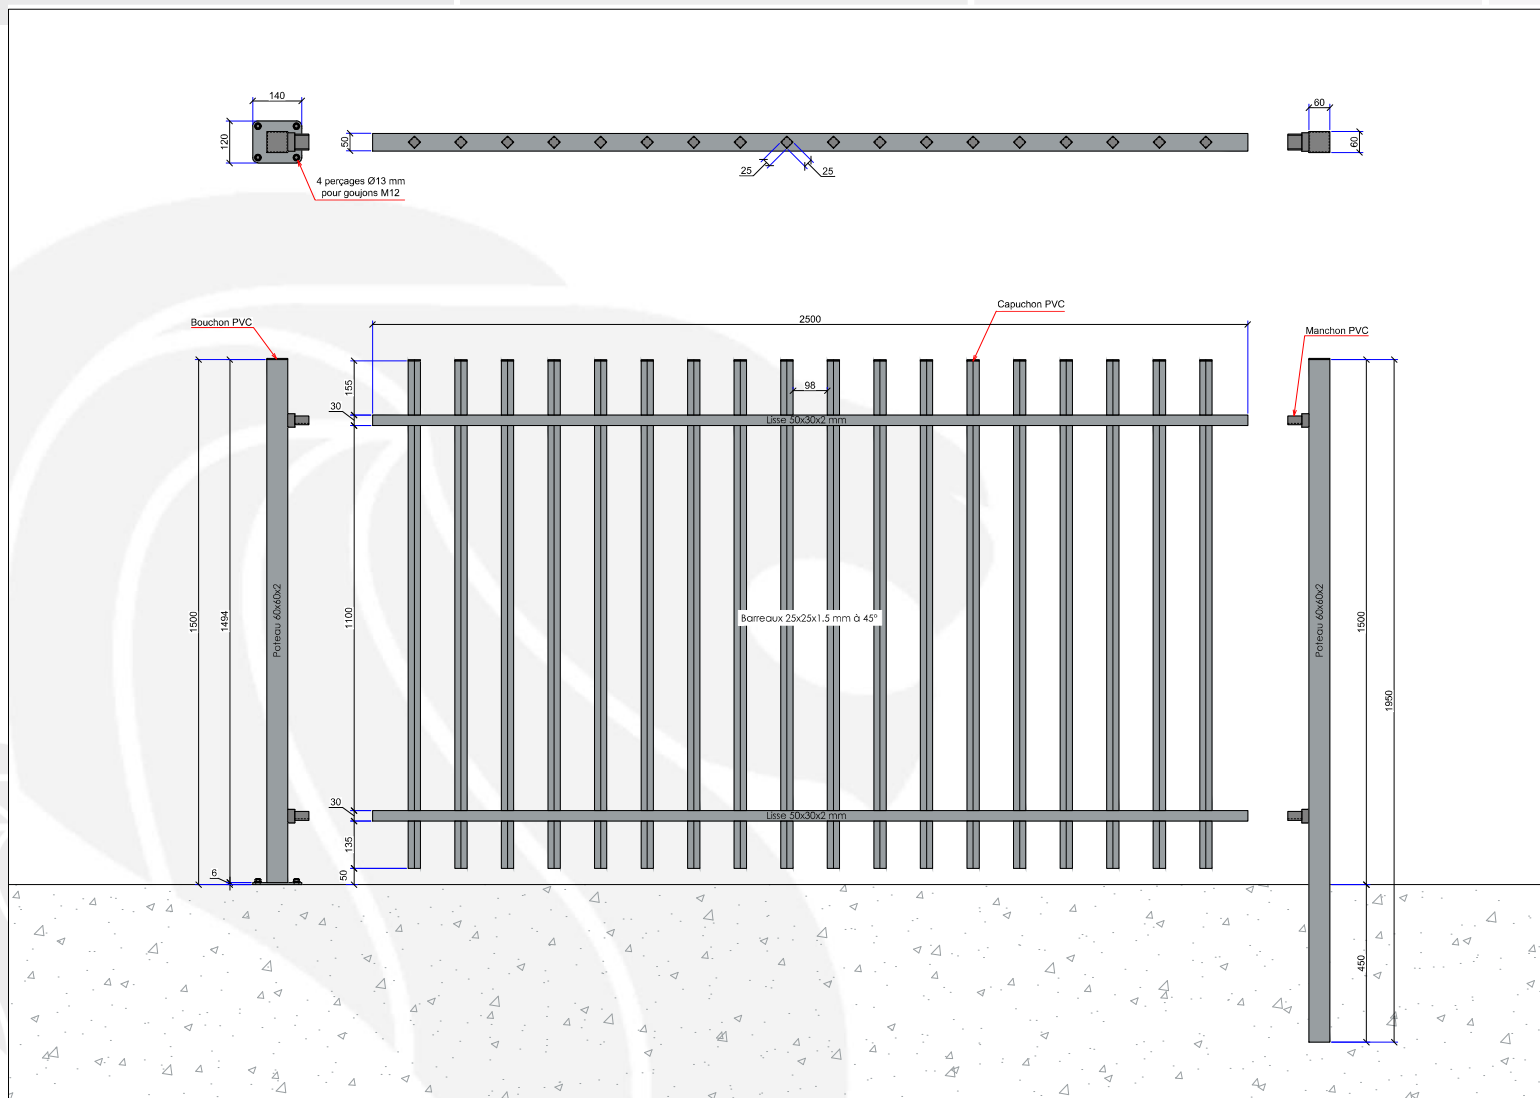 140
60
120
50
60
25
25
4 perçages Ø13 mm
pour goujons M12
Capuchon PVC
Bouchon PVC
2500
Manchon PVC
155
98
30
Lisse 50x30x2 mm
Poteau 60x60x2
1500
1494
1100
Barreaux 25x25x1.5 mm à 45°
Poteau 60x60x2
1500
1950
30
Lisse 50x30x2 mm
135
6
50
450